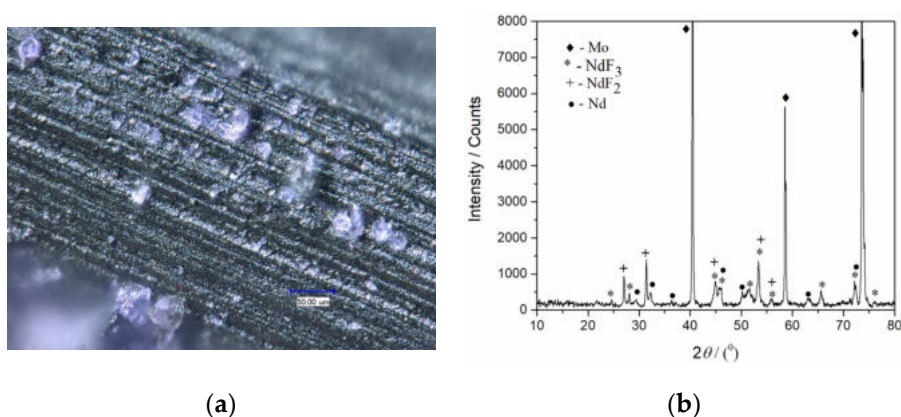 50.00 um
8000
7000
6000
5000
4000
3000
2000
1000
0
Intensity / Counts
♦ - Mo
* - NdF3
+ - NdF2
• - Nd
10 20 30 40 50 60 70 80
2θ / (⁰)
(a) (b)